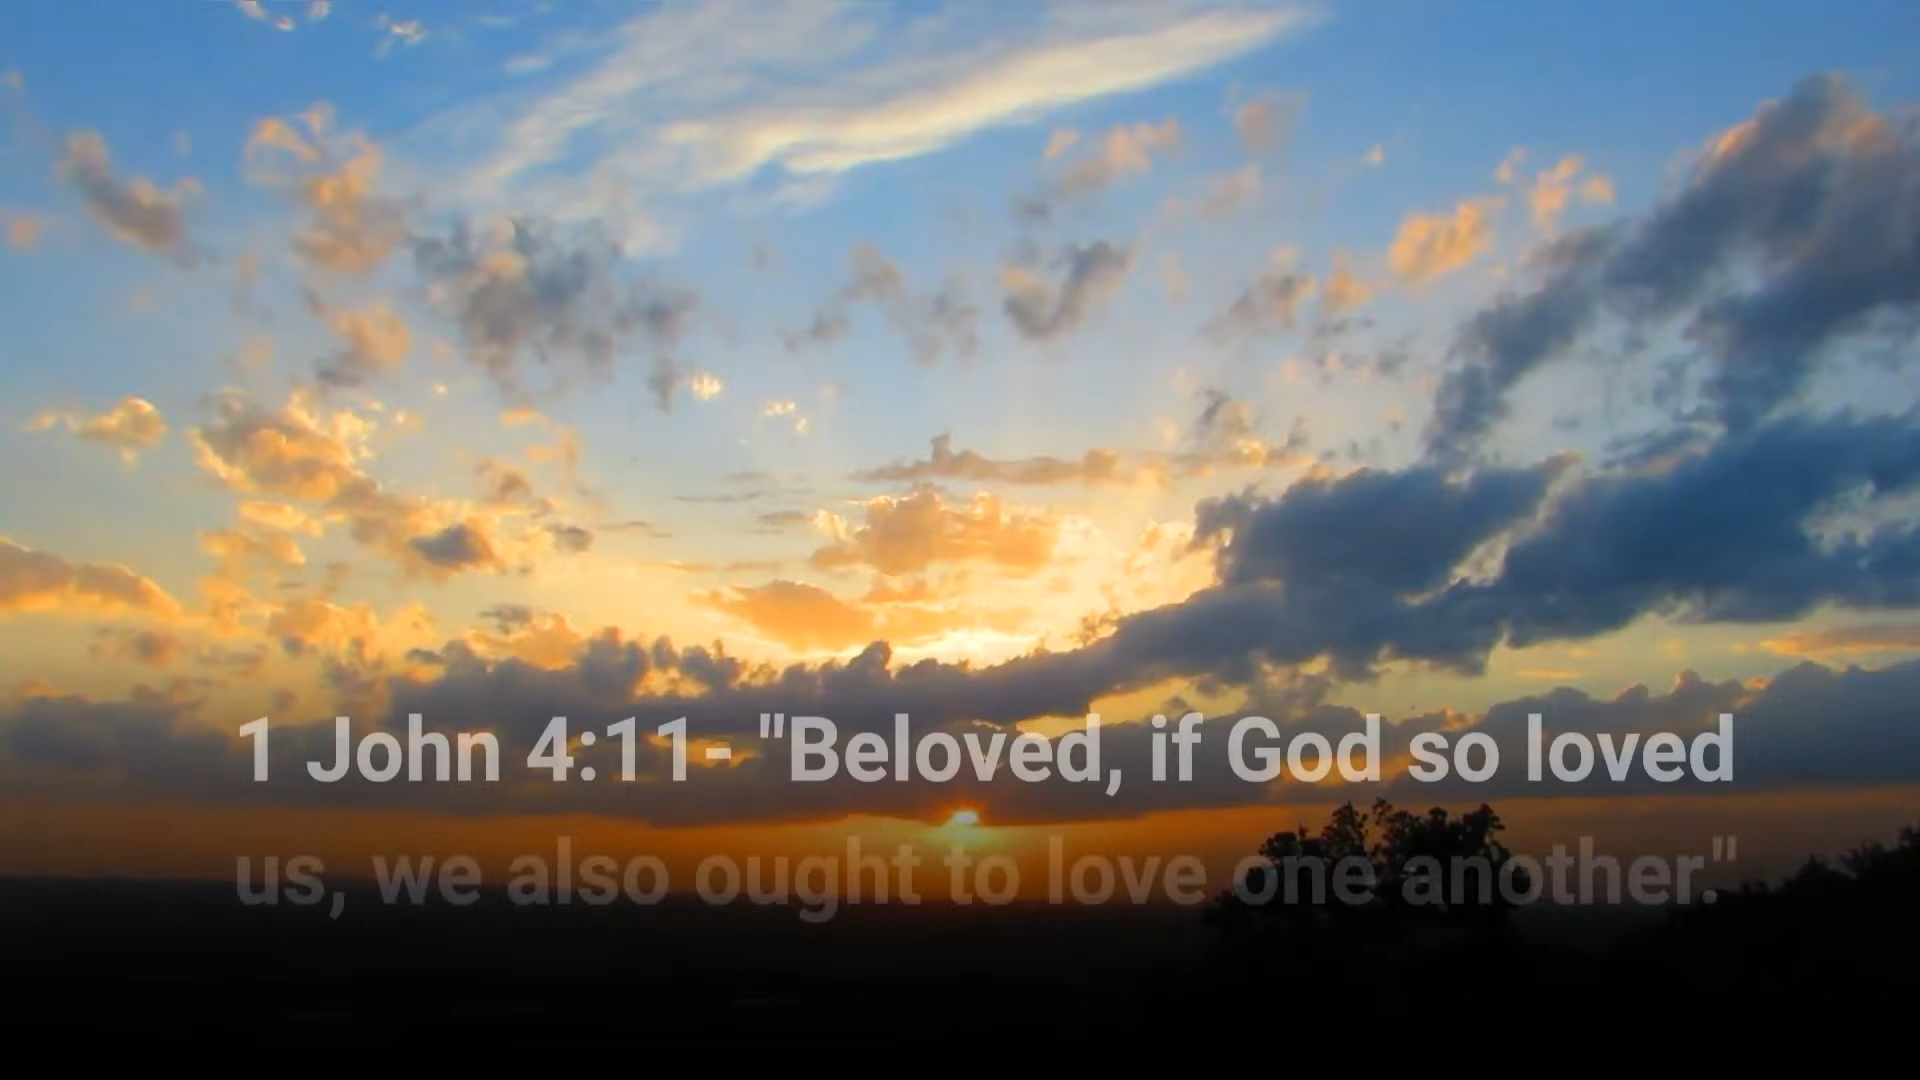 1 John 4:11- "Beloved, if God so loved
us, we also ought to love one another."